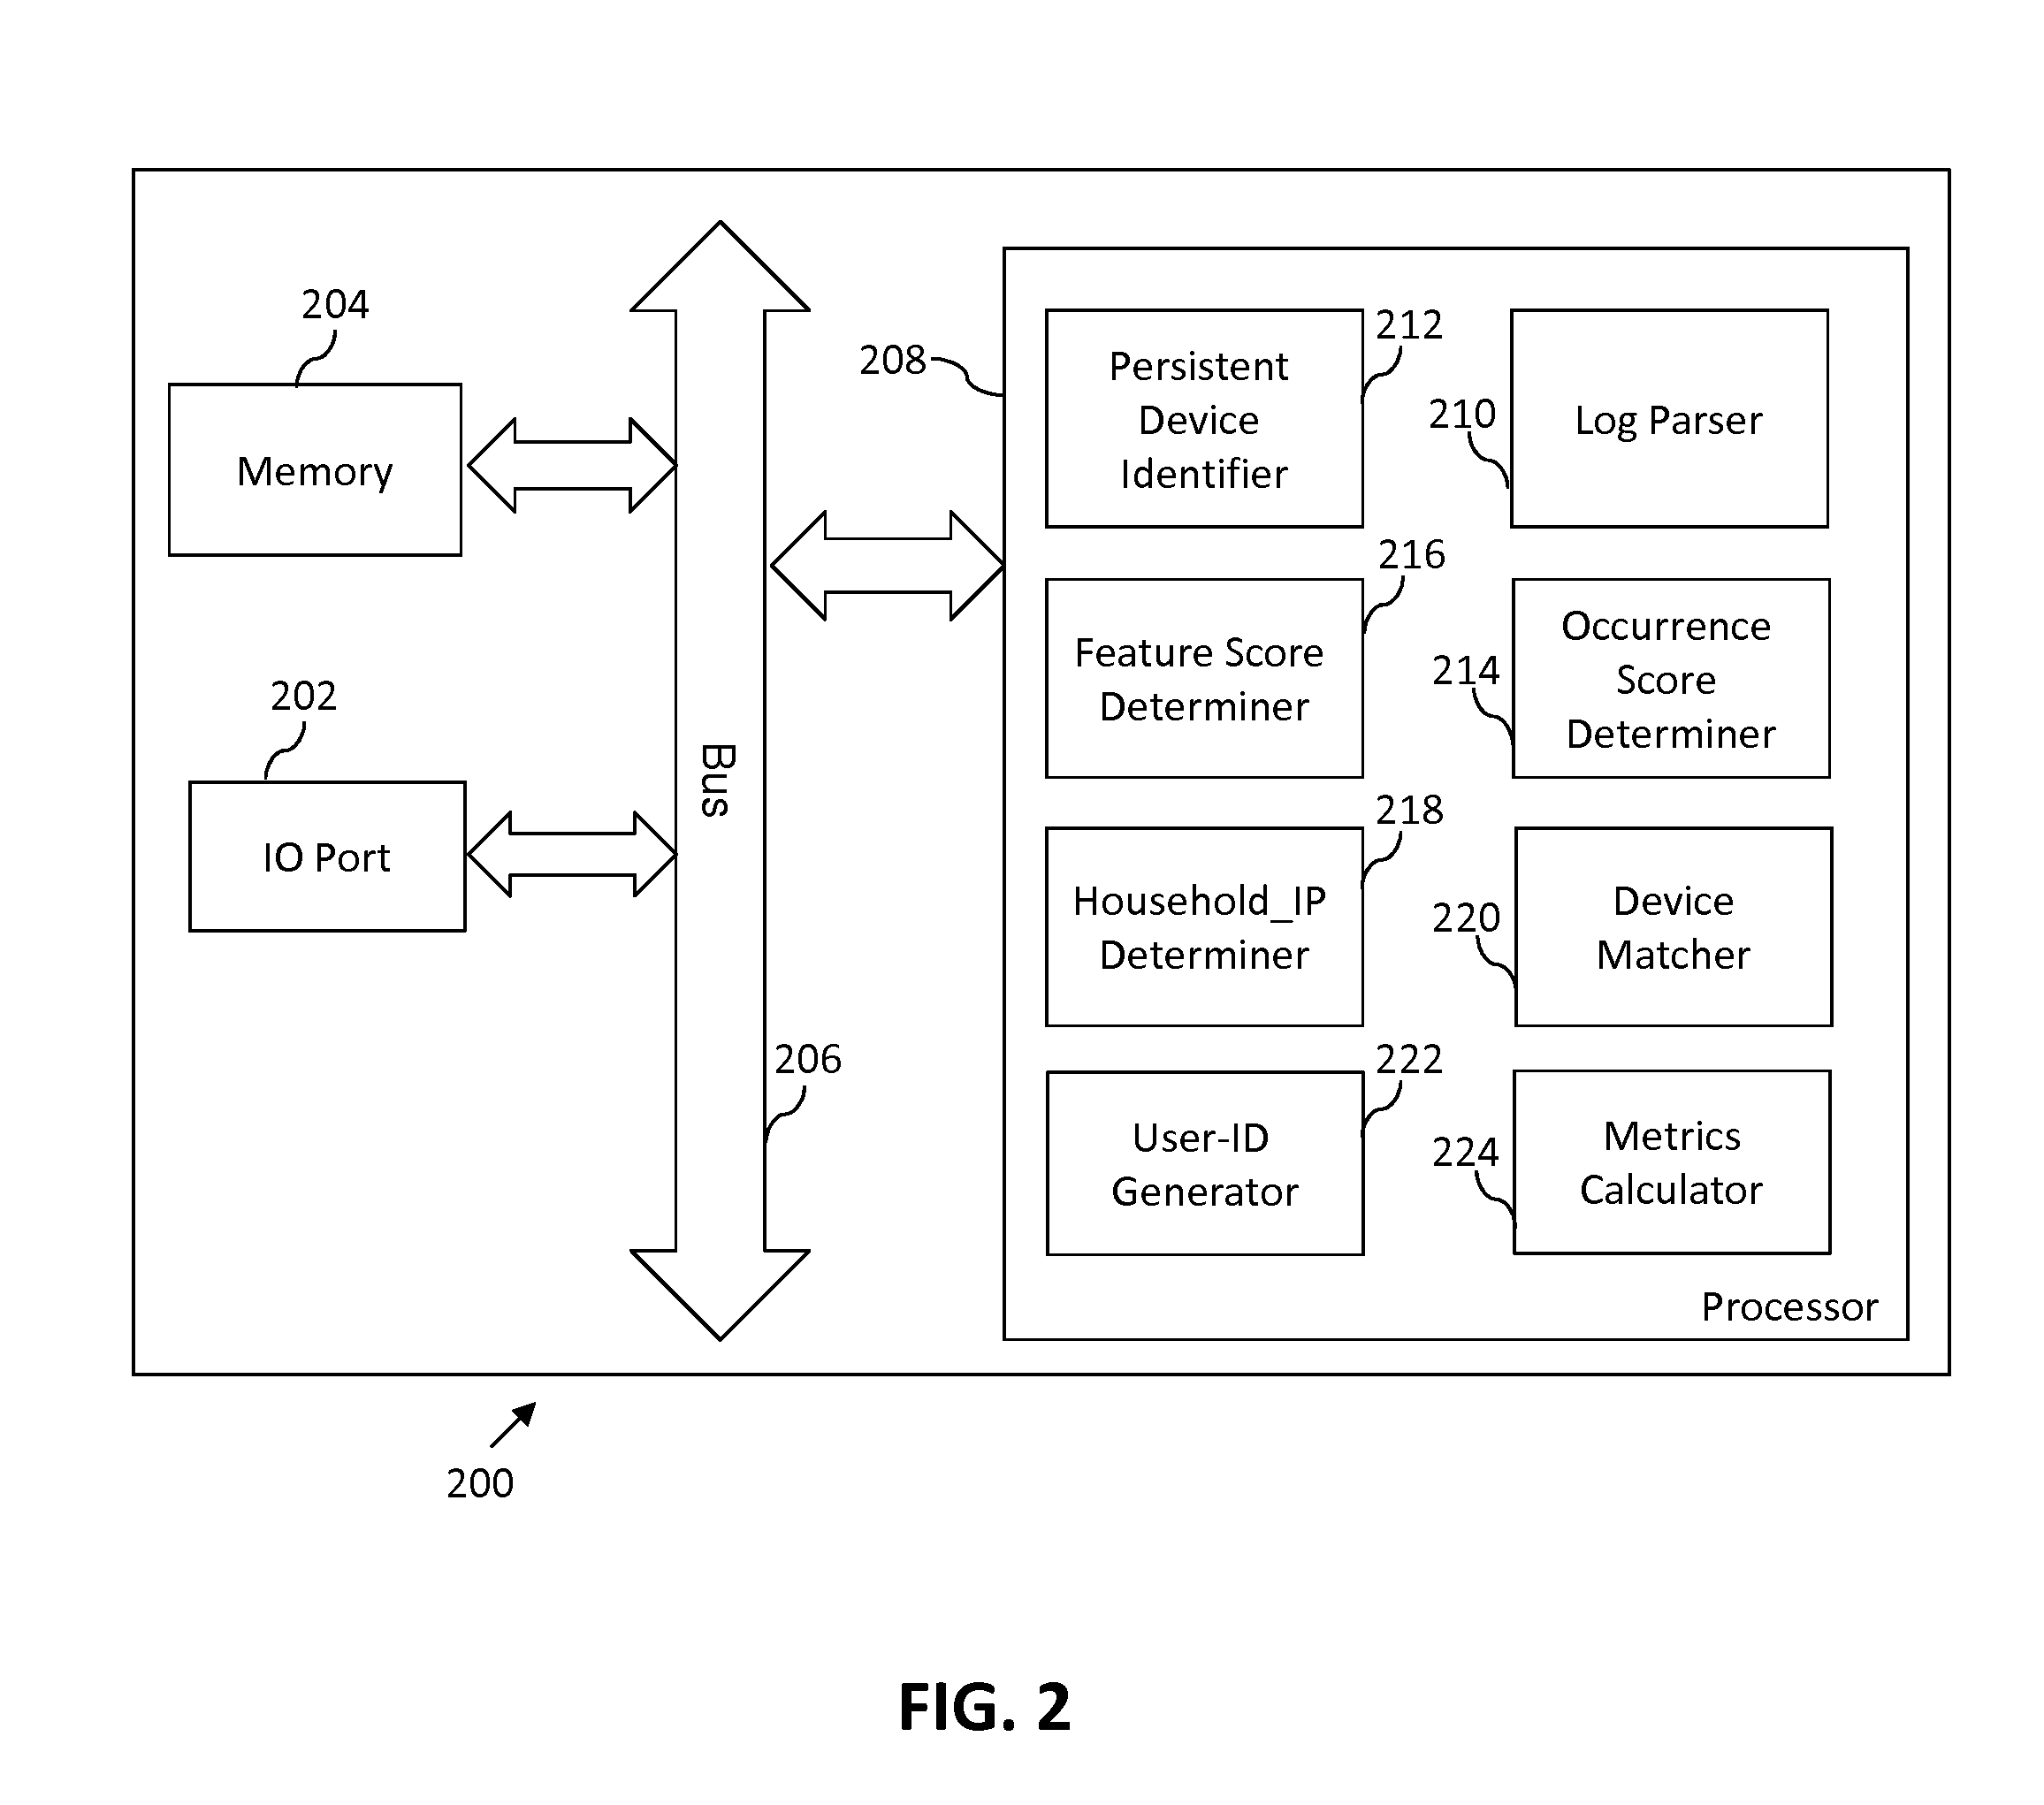 204
Memory
202
IO Port
Bus
206
208
Persistent
Device
Identifier
212
210
Log Parser
Feature Score
Determiner
216
214
Occurrence
Score
Determiner
Household_IP
Determiner
218
220
Device
Matcher
User-ID
Generator
222
224
Metrics
Calculator
Processor
200
FIG. 2